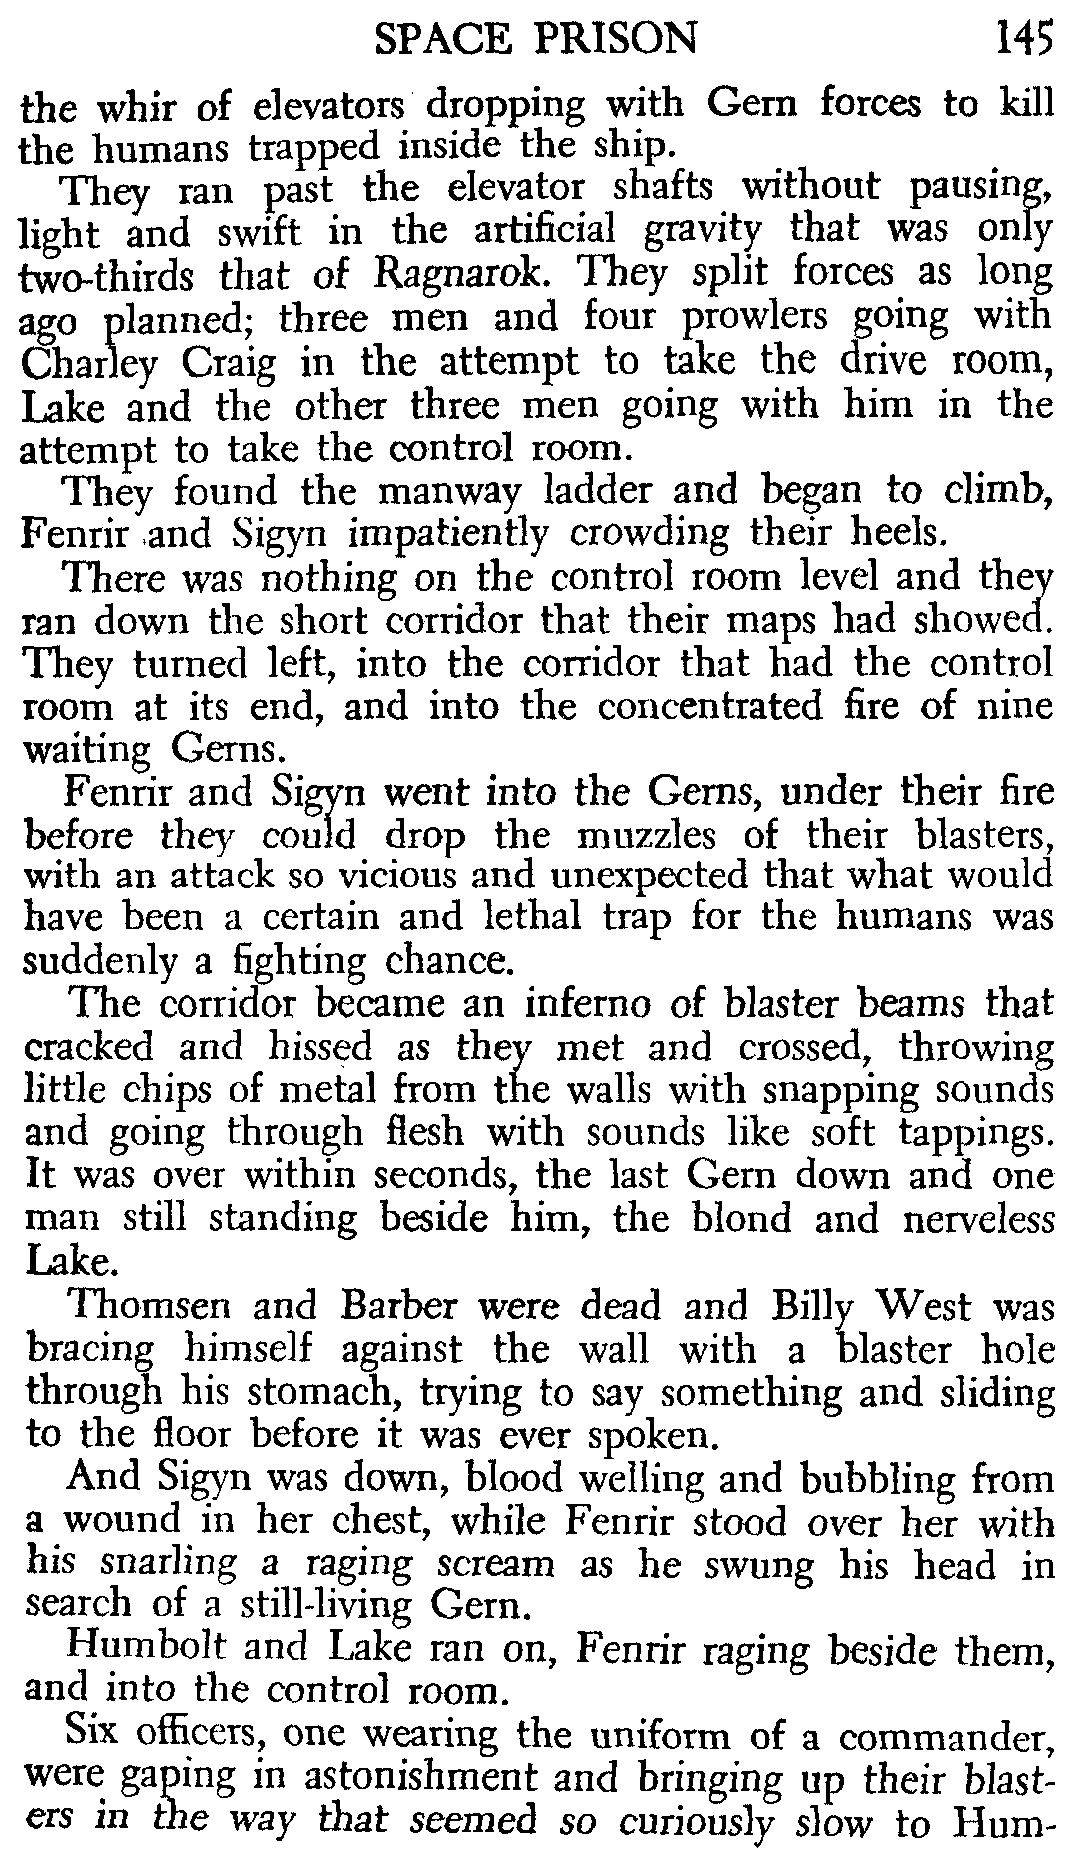 SPACE PRISON 145
the whir of elevators dropping with Gern forces to kill
the humans trapped inside the ship.
They ran past the elevator shafts without pausing,
light and swift in the artificial gravity that was only
two-thirds that of Ragnarok. They split forces as long
ago planned; three men and four prowlers going with
Charley Craig in the attempt to take the drive room,
Lake and the other three men going with him in the
attempt to take the control room.
They found the manway ladder and began to climb,
Fenrir and Sigyn impatiently crowding their heels.
There was nothing on the control room level and they
ran down the short corridor that their maps had showed.
They turned left, into the corridor that had the control
room at its end, and into the concentrated fire of nine
waiting Gerns.
Fenrir and Sigyn went into the Gerns, under their fire
before they could drop the muzzles of their blasters,
with an attack so vicious and unexpected that what would
have been a certain and lethal trap for the humans was
suddenly a fighting chance.
The corridor became an inferno of blaster beams that
cracked and hissed as they met and crossed, throwing
little chips of metal from the walls with snapping sounds
and going through flesh with sounds like soft tappings.
It was over within seconds, the last Gern down and one
man still standing beside him, the blond and nerveless
Lake.
Thomsen and Barber were dead and Billy West was
bracing himself against the wall with a blaster hole
through his stomach, trying to say something and sliding
to the floor before it was ever spoken.
And Sigyn was down, blood welling and bubbling from
a wound in her chest, while Fenrir stood over her with
his snarling a raging scream as he swung his head in
search of a still-living Gern.
Humbolt and Lake ran on, Fenrir raging beside them,
and into the control room.
Six officers, one wearing the uniform of a commander,
were gaping in astonishment and bringing up their blast-
ers in the way that seemed so curiously slow to Hum-